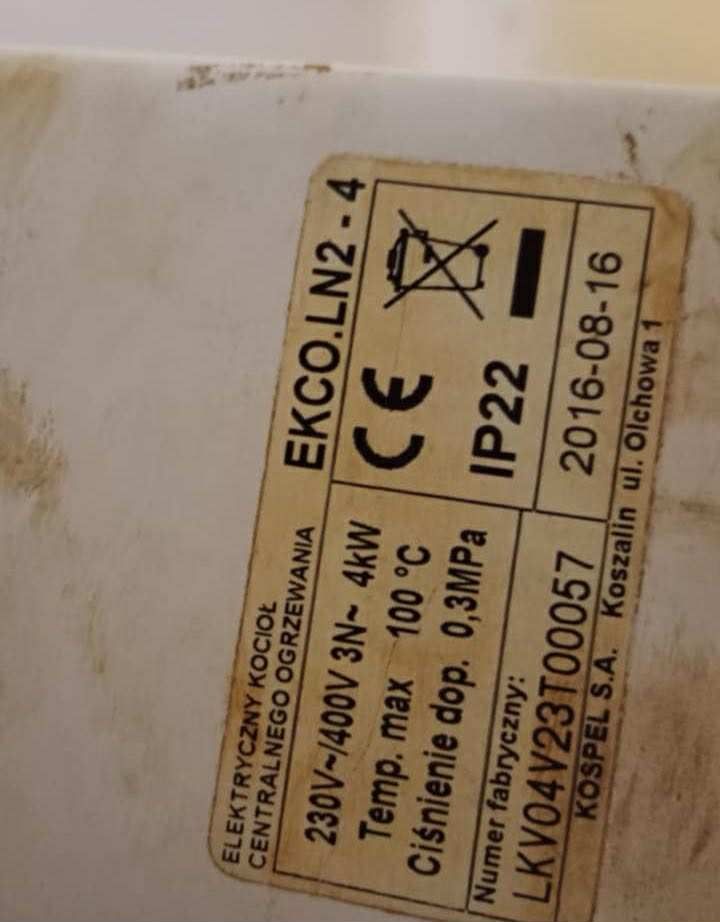 ELEKTRYCZNY KOCIOŁ
CENTRALNEGO OGRZEWANIA
EKCO.LN2 - 4
230V~/400V 3N~ 4kW
Temp. max 100 °C
Ciśnienie dop. 0,3MPa
CE
IP22
Numer fabryczny:
LKV04V23T00057
2016-08-16
KOSPEL S.A. Koszalin ul. Olchowa 1